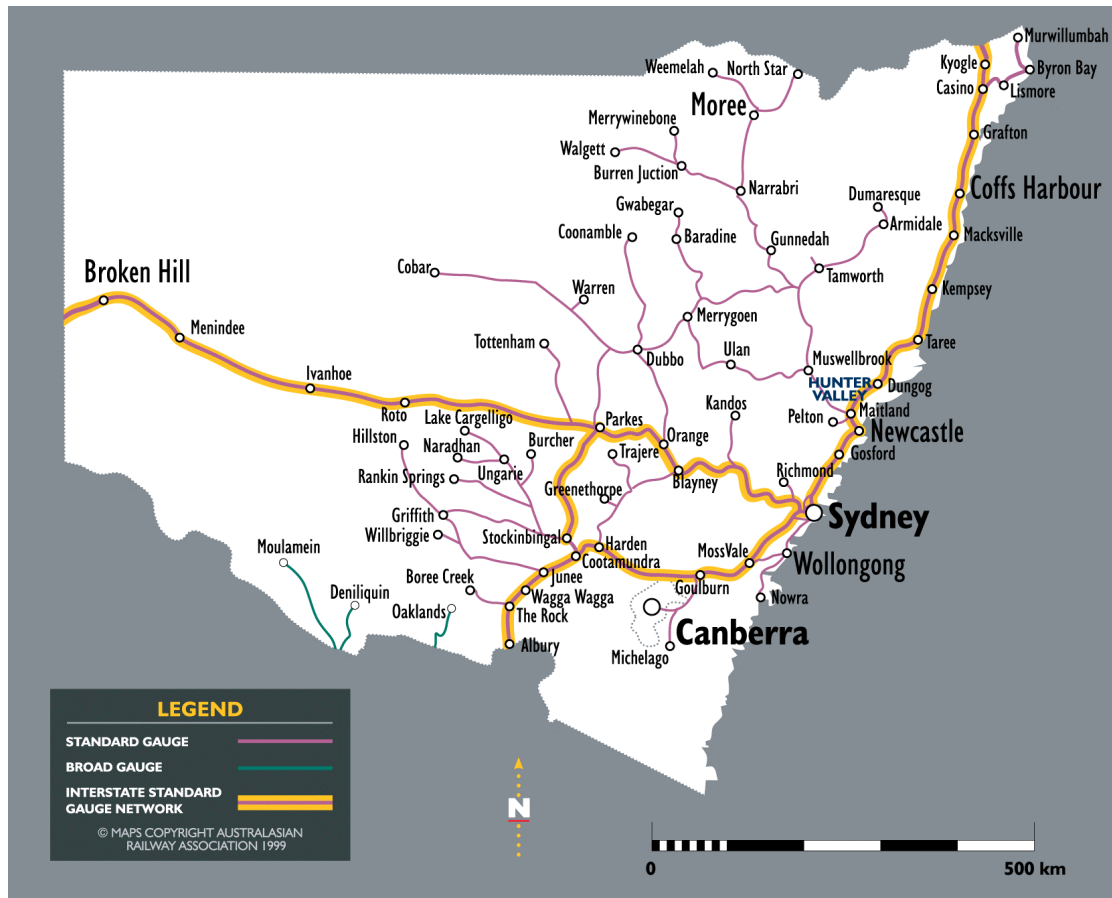 Murwillumbah
Kyogle
Byron Bay
Weemelah
North Star
Casino
Lismore
Moree
Merrywinebone
Grafton
Walgett
Burren Juction
Narrabri
Coffs Harbour
Dumaresque
Gwabegar
Armidale
Coonamble
Baradine
Macksville
Gunnedah
Cobar
Broken Hill
Tamworth
Warren
Kempsey
Merrygoen
Menindee
Tottenham
Ulan
Taree
Dubbo
Muswellbrook
Ivanhoe
HUNTER
VALLEY
Dungog
Kandos
Roto
Lake Cargelligo
Parkes
Pelton
Maitland
Hillston
Burcher
Orange
Newcastle
Naradhan
Trajere
Gosford
Ungarie
Richmond
Rankin Springs
Blayney
Greenethorpe
Griffith
Sydney
Willbriggie
Stockinbingal
Harden
Moulamein
MossVale
Cootamundra
Wollongong
Boree Creek
Junee
Goulburn
Deniliquin
Wagga Wagga
Nowra
Oaklands
The Rock
Canberra
Albury
Michelago
LEGEND
STANDARD GAUGE
BROAD GAUGE
INTERSTATE STANDARD
GAUGE NETWORK
© MAPS COPYRIGHT AUSTRALASIAN
RAILWAY ASSOCIATION 1999
N
0
500 km